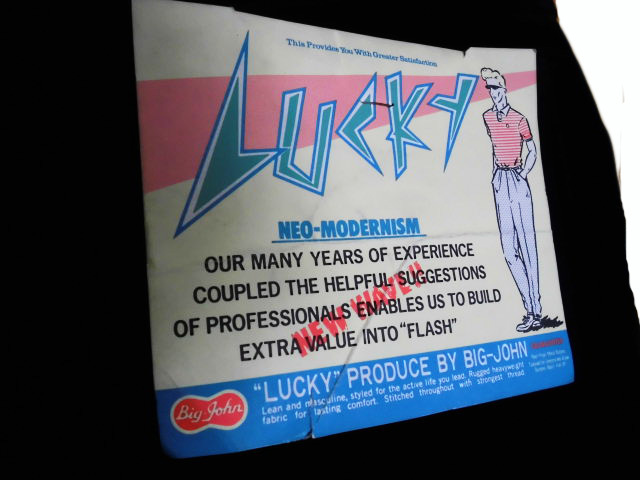 This Provides You With Greater Satisfaction
LUCKY
NEO-MODERNISM
OUR MANY YEARS OF EXPERIENCE
COUPLED THE HELPFUL SUGGESTIONS
OF PROFESSIONALS ENABLES US TO BUILD
EXTRA VALUE INTO "FLASH"
NEW WAVE!!
"LUCKY" PRODUCE BY BIG-JOHN
Lean and masculine, styled for the active life you lead. Rugged heavyweight
fabric for lasting comfort. Stitched throughout with strongest thread.
Big John